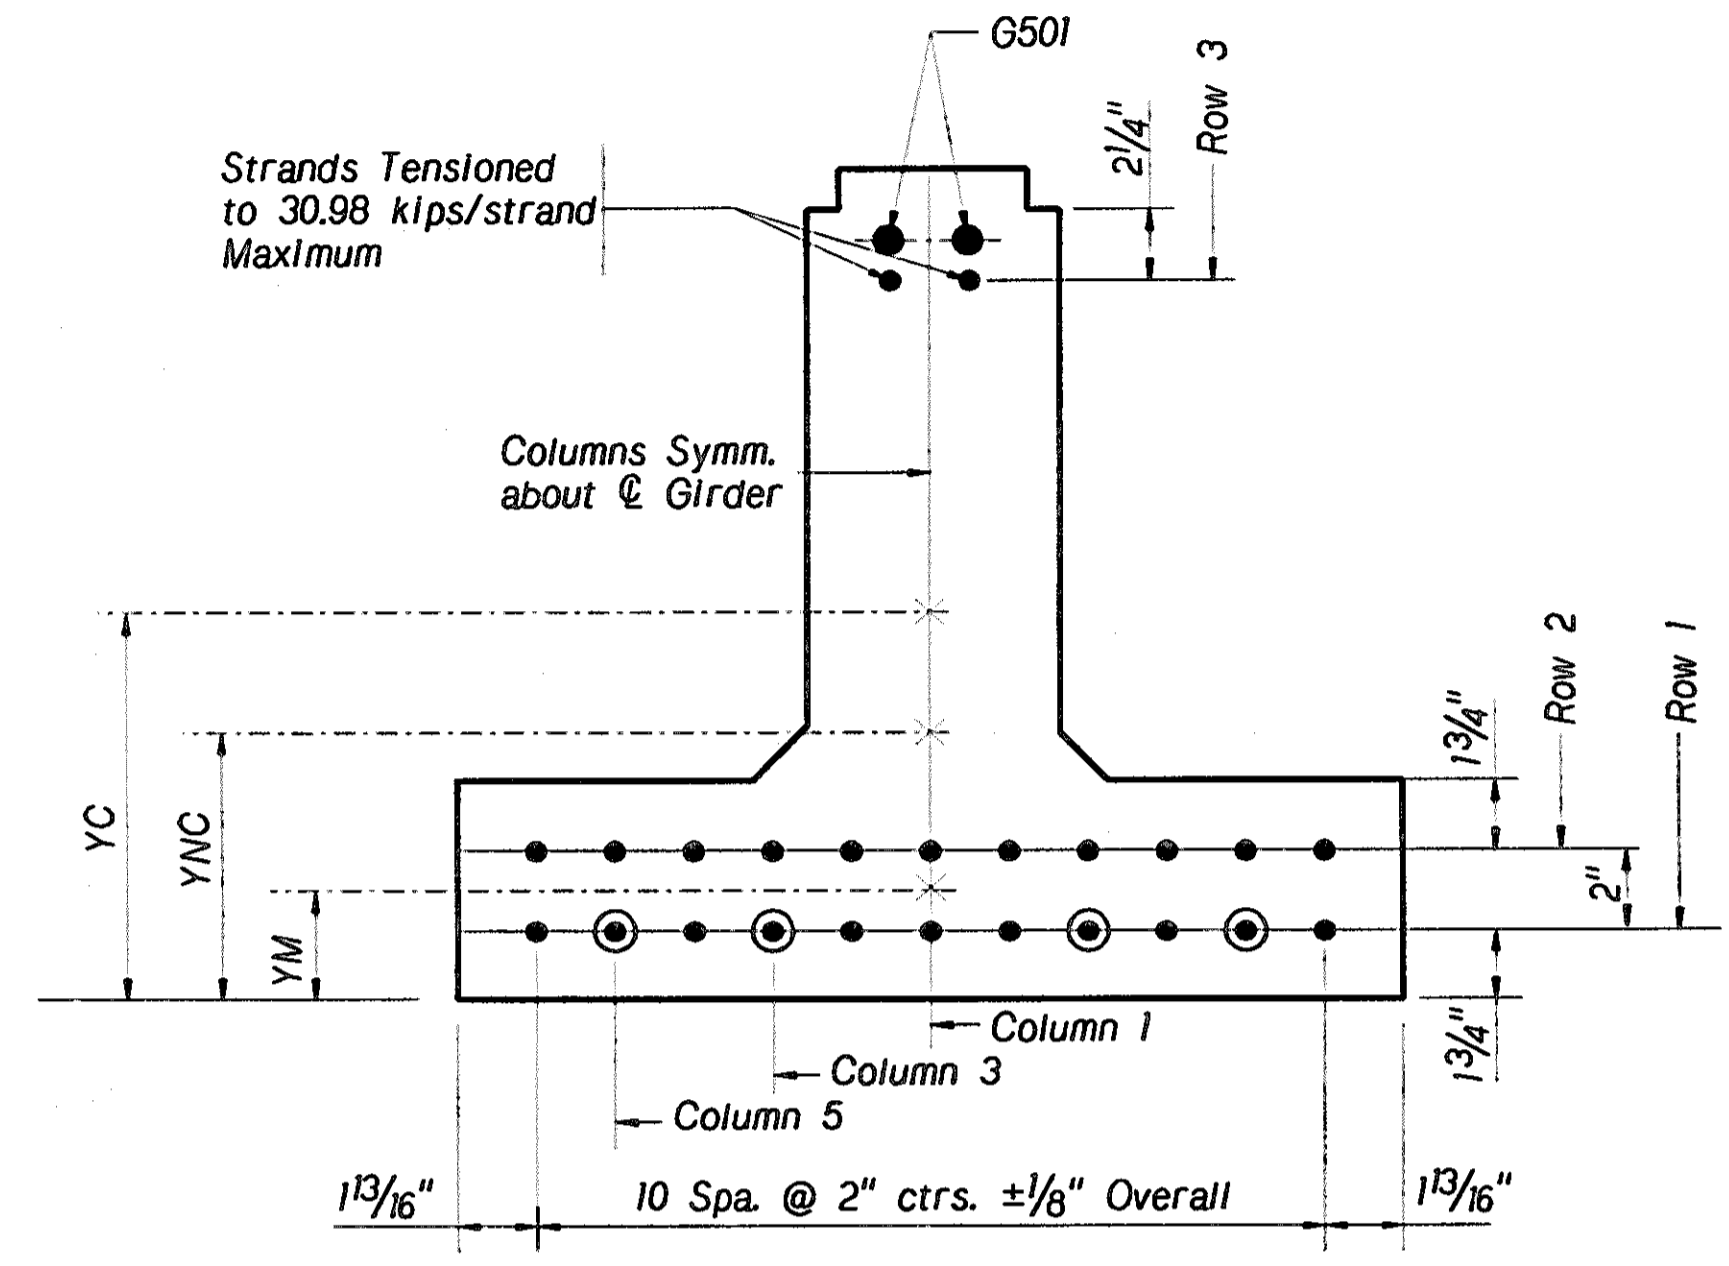 G501
Row 3
2 1/4"
Strands Tensioned
to 30.98 kips/strand
Maximum
Columns Symm.
about ℄ Girder
Row 2
Row 1
1 3/4"
2"
YC
YNC
YM
1 3/4"
Column 1
Column 3
Column 5
1 13/16"
10 Spa. @ 2" ctrs. ±1/8" Overall
1 13/16"